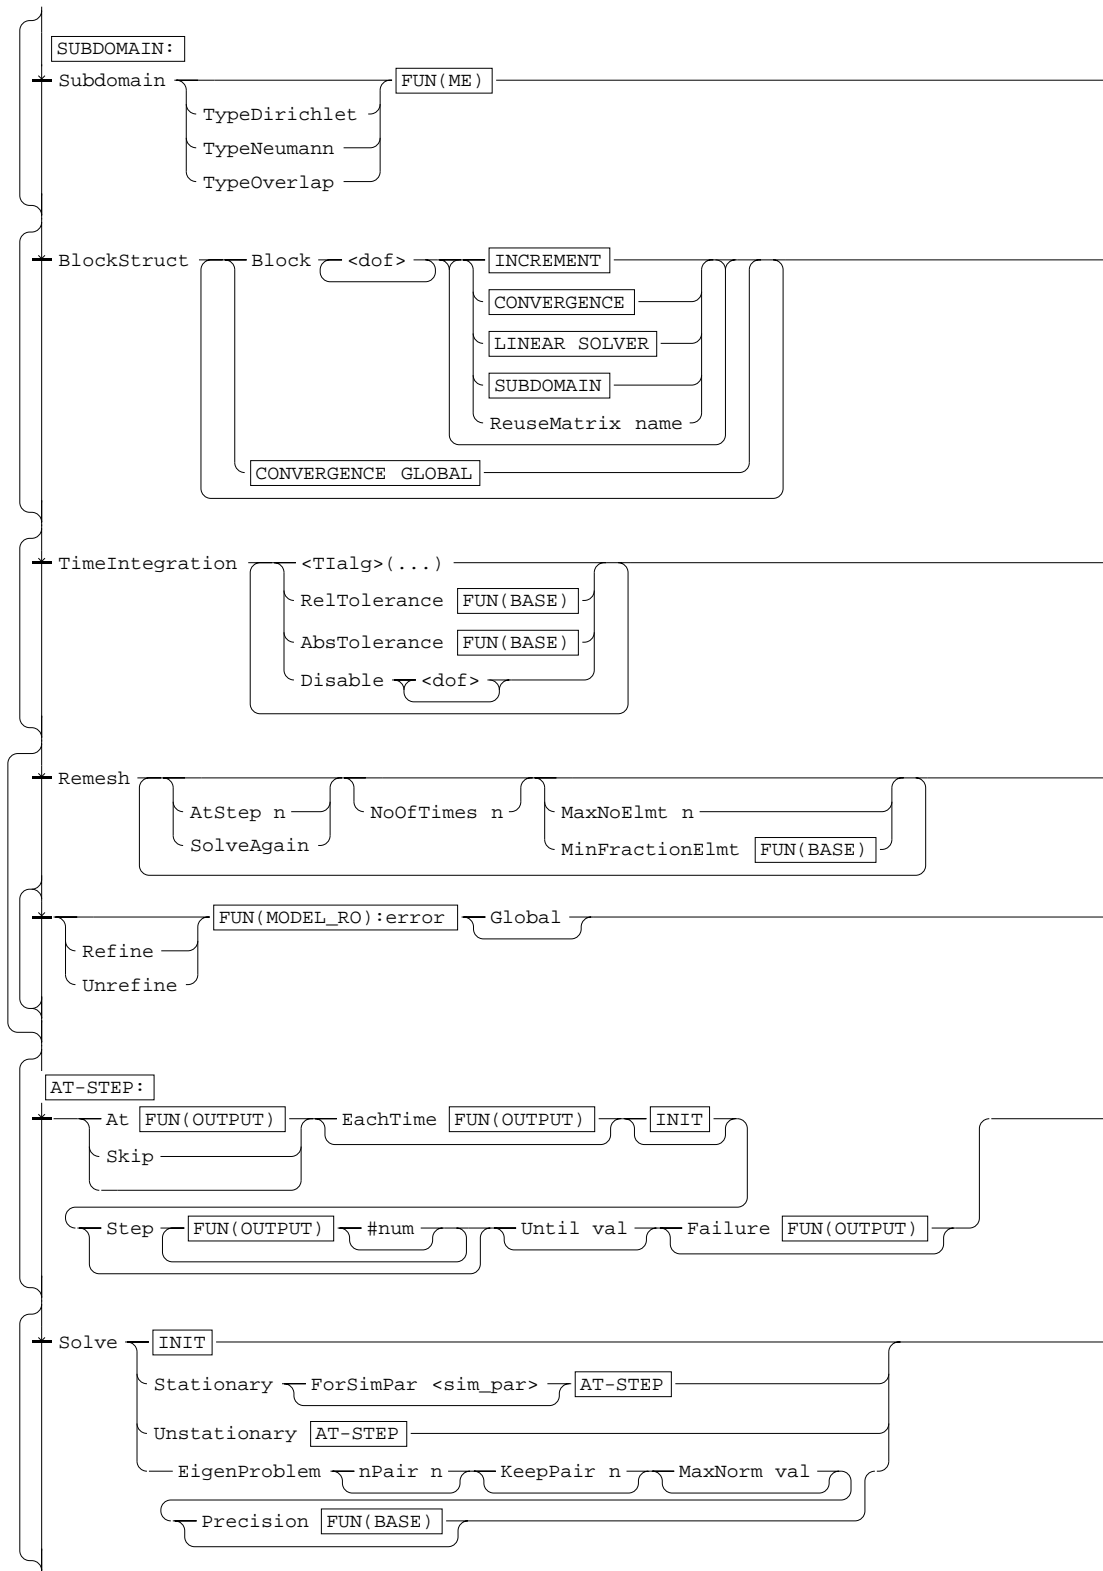 SUBDOMAIN:
Subdomain FUN(ME)
TypeDirichlet
TypeNeumann
TypeOverlap
BlockStruct Block <dof> INCREMENT
CONVERGENCE
LINEAR SOLVER
SUBDOMAIN
ReuseMatrix name
CONVERGENCE GLOBAL
TimeIntegration <TIalg>(...)
RelTolerance FUN(BASE)
AbsTolerance FUN(BASE)
Disable <dof>
Remesh
AtStep n NoOfTimes n MaxNoElmt n
SolveAgain MinFractionElmt FUN(BASE)
FUN(MODEL_RO):error Global
Refine
Unrefine
AT-STEP:
At FUN(OUTPUT) EachTime FUN(OUTPUT) INIT
Skip
Step FUN(OUTPUT) #num Until val Failure FUN(OUTPUT)
Solve INIT
Stationary ForSimPar <sim_par> AT-STEP
Unstationary AT-STEP
EigenProblem nPair n KeepPair n MaxNorm val
Precision FUN(BASE)